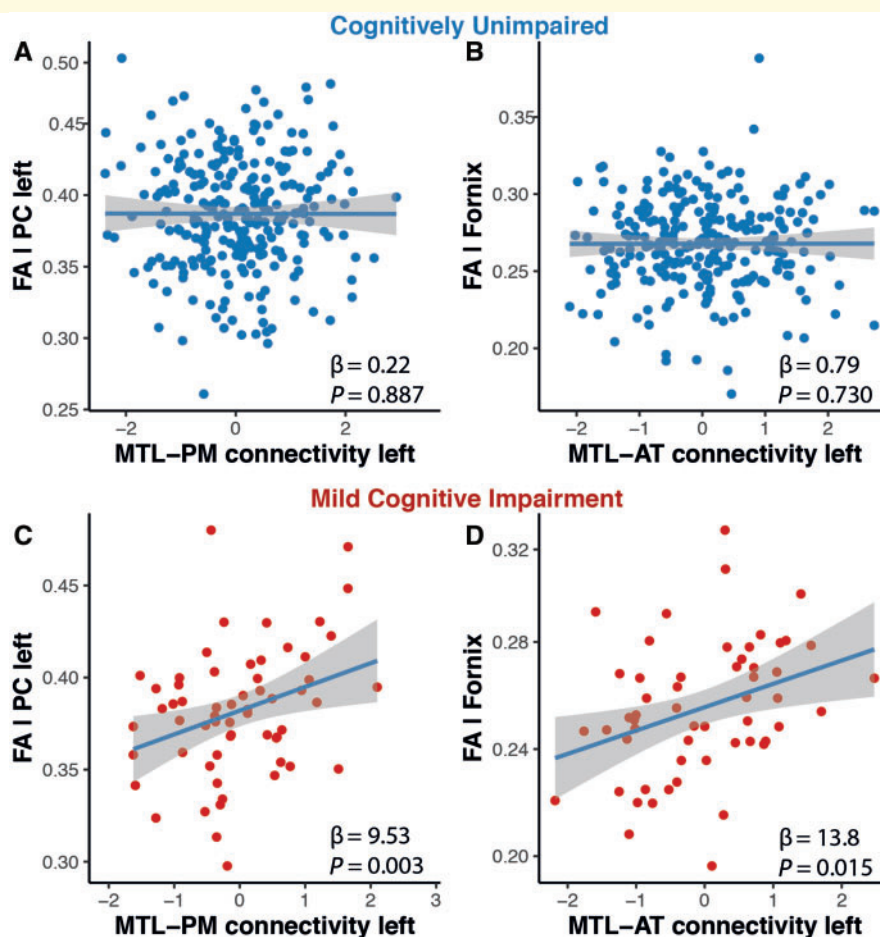 Cognitively Unimpaired
A
FA | PC left
0.50
0.45
0.40
0.35
0.30
0.25
β = 0.22
P = 0.887
−2
0
2
MTL−PM connectivity left
B
FA | Fornix
0.35
0.30
0.25
0.20
β = 0.79
P = 0.730
−2
−1
0
1
2
MTL−AT connectivity left
Mild Cognitive Impairment
C
FA | PC left
0.45
0.40
0.35
0.30
β = 9.53
P = 0.003
−2
−1
0
1
2
3
MTL−PM connectivity left
D
FA | Fornix
0.32
0.28
0.24
0.20
β = 13.8
P = 0.015
−2
−1
0
1
2
MTL−AT connectivity left